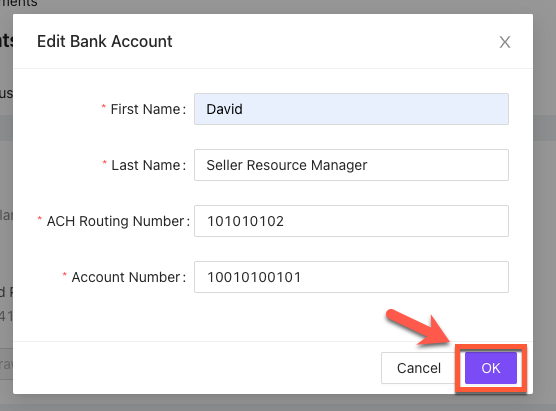 ments
Edit Bank Account
X
* First Name: David
* Last Name: Seller Resource Manager
* ACH Routing Number: 101010102
* Account Number: 10010100101
Cancel OK